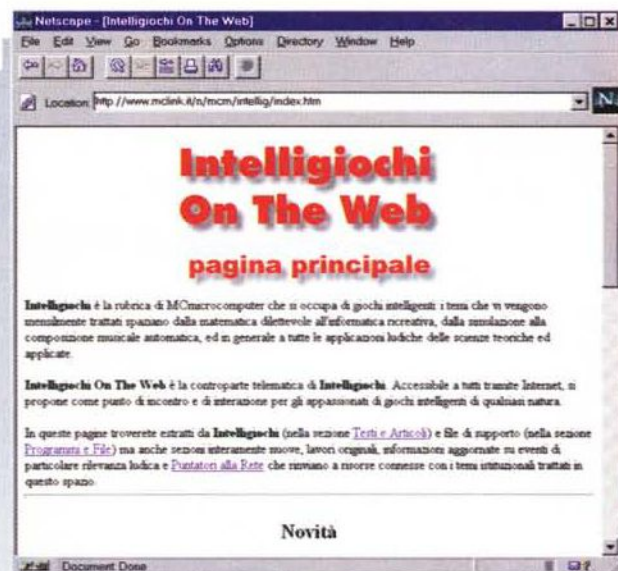 Netscape - [Intelligiochi On The Web]
File Edit View Go Bookmarks Options Directory Window Help
Location: http://www.mclink.it/n/mcm/intellig/index.htm
N
Intelligiochi
On The Web
pagina principale
Intelligiochi è la rubrica di MCmicrocomputer che si occupa di giochi intelligenti: i temi che vi vengono
mensilmente trattati spaziano dalla matematica dilettevole all'informatica ricreativa, dalla simulazione alla
composizione musicale automatica, ed in generale a tutte le applicazioni ludiche delle scienze teoriche ed
applicate.
Intelligiochi On The Web è la controparte telematica di Intelligiochi. Accessibile a tutti tramite Internet, si
propone come punto di incontro e di interazione per gli appassionati di giochi intelligenti di qualsiasi natura.
In queste pagine troverete estratti da Intelligiochi (nella sezione Testi e Articoli) e file di supporto (nella sezione
Programmi e File) ma anche sezioni interamente nuove, lavori originali, informazioni aggiornate su eventi di
particolare rilevanza ludica e Puntatori alla Rete che rinviano a risorse connesse con i temi istituzionali trattati in
questo spazio.
Novità
Document Done